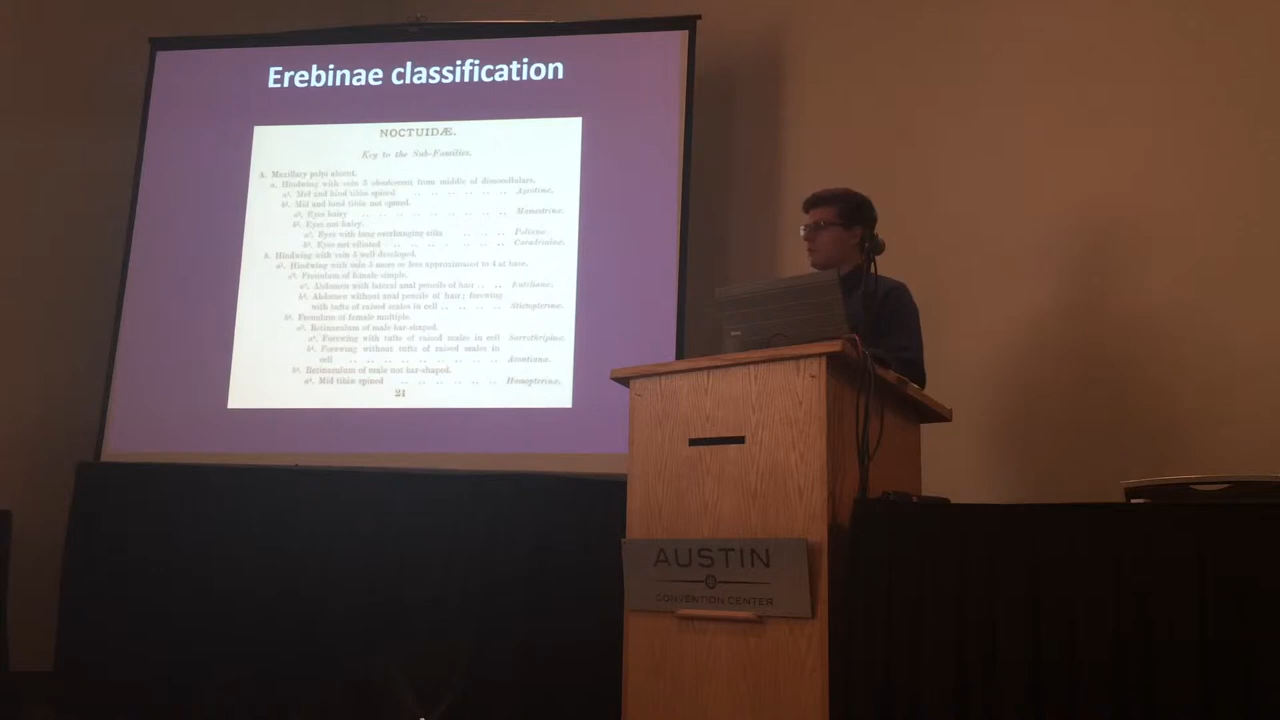 Erebinae classification
NOCTUIDÆ.
Key to the Sub-Families.
A. Maxillary palpi absent.
a. Hindwing with vein 5 obsolescent from middle of discocellulars.
a¹. Mid and hind tibiæ spined .. .. .. .. .. Agrotinæ.
b¹. Mid and hind tibiæ not spined.
a². Eyes hairy .. .. .. .. .. .. .. .. Mamestrinæ.
b². Eyes not hairy.
a³. Eyes with long overhanging cilia .. .. ..
b³. Eyes not ciliated .. .. .. .. .. ..
b. Hindwing with vein 5 well developed.
a¹. Hindwing with vein 5 more or less approximated to 4 at base.
a². Frenulum of female simple.
a³. Abdomen with lateral anal pencils of hair .. .. Euteliinæ.
b³. Abdomen without anal pencils of hair; forewing
with tufts of raised scales in cell .. .. .. .. Stictopterinæ.
b². Frenulum of female multiple.
a³. Retinaculum of male bar-shaped.
a⁴. Forewing with tufts of raised scales in cell Sarrothripinæ.
b⁴. Forewing without tufts of raised scales in
cell .. .. .. .. .. .. .. .. Acontianæ.
b³. Retinaculum of male not bar-shaped.
a⁴. Mid tibiæ spined .. .. .. .. .. ..
21
AUSTIN
CONVENTION CENTER